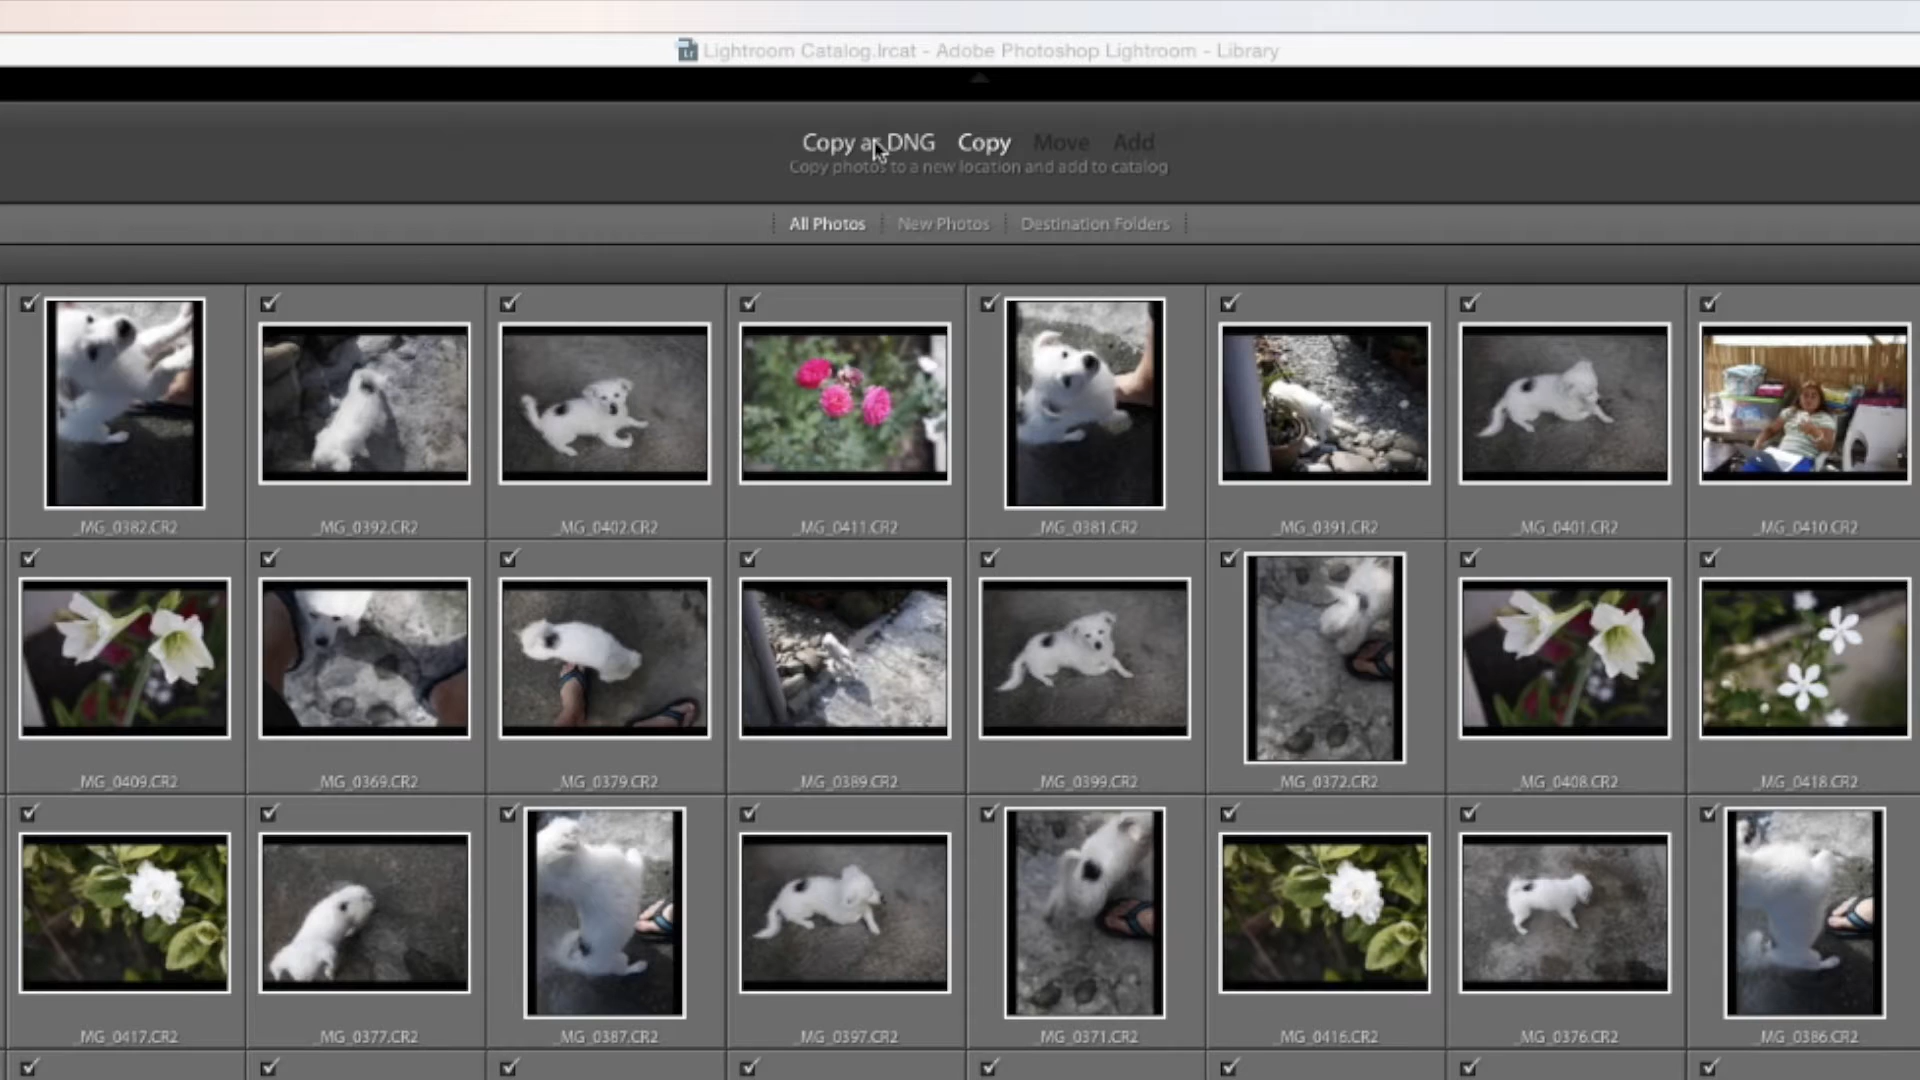 Lightroom Catalog.lrcat - Adobe Photoshop Lightroom - Library
Copy as DNG Copy Move Add
Copy photos to a new location and add to catalog
All Photos New Photos Destination Folders
_MG_0382.CR2 _MG_0392.CR2 _MG_0402.CR2 _MG_0411.CR2 _MG_0381.CR2 _MG_0391.CR2 _MG_0401.CR2 _MG_0410.CR2
_MG_0409.CR2 _MG_0369.CR2 _MG_0379.CR2 _MG_0389.CR2 _MG_0399.CR2 _MG_0372.CR2 _MG_0408.CR2 _MG_0418.CR2
_MG_0417.CR2 _MG_0377.CR2 _MG_0387.CR2 _MG_0397.CR2 _MG_0371.CR2 _MG_0416.CR2 _MG_0376.CR2 _MG_0386.CR2